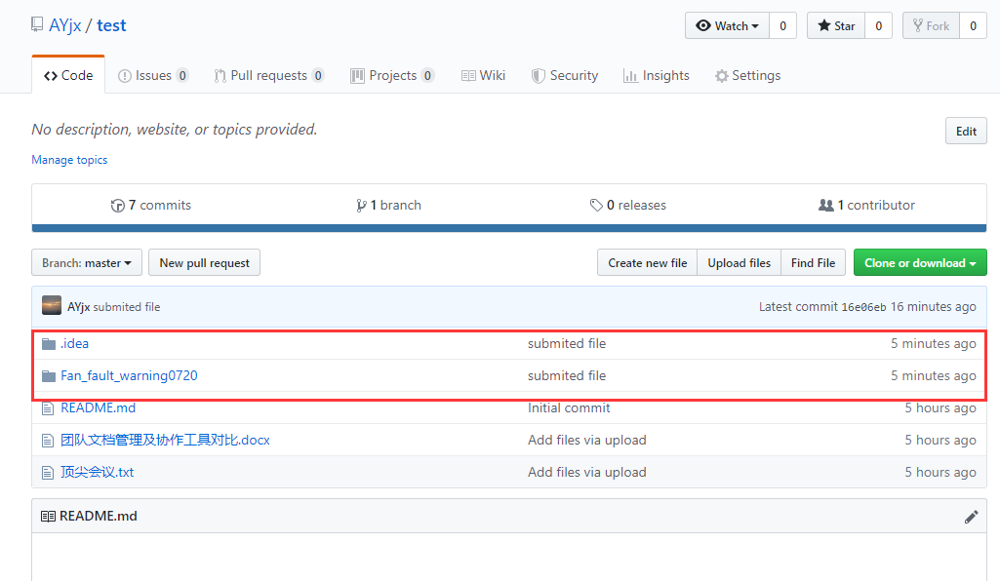 AYjx / test
Watch 0 Star 0 Fork 0
Code Issues 0 Pull requests 0 Projects 0 Wiki Security Insights Settings
No description, website, or topics provided.
Edit
Manage topics
7 commits 1 branch 0 releases 1 contributor
Branch: master New pull request Create new file Upload files Find File Clone or download
AYjx submited file Latest commit 16e06eb 16 minutes ago
.idea submited file 5 minutes ago
Fan_fault_warning0720 submited file 5 minutes ago
README.md Initial commit 5 hours ago
团队文档管理及协作工具对比.docx Add files via upload 5 hours ago
顶尖会议.txt Add files via upload 5 hours ago
README.md